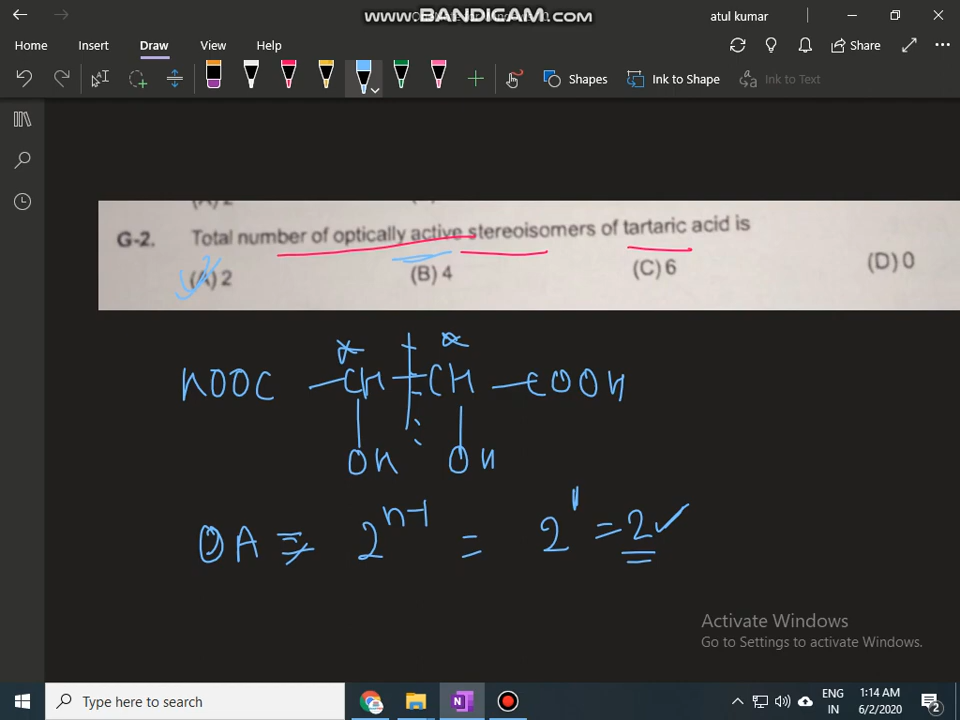 WWW.BANDICAM.COM
atul kumar
Home Insert Draw View Help
Share
Shapes Ink to Shape Ink to Text
G-2. Total number of optically active stereoisomers of tartaric acid is
(A) 2 (B) 4 (C) 6 (D) 0
* *
HOOC — CH — CH — COOH
OH OH
OA ⇒ 2^{n-1} = 2^1 = 2 ✓
Activate Windows
Go to Settings to activate Windows.
Type here to search
N
ENG
IN
1:14 AM
6/2/2020
2